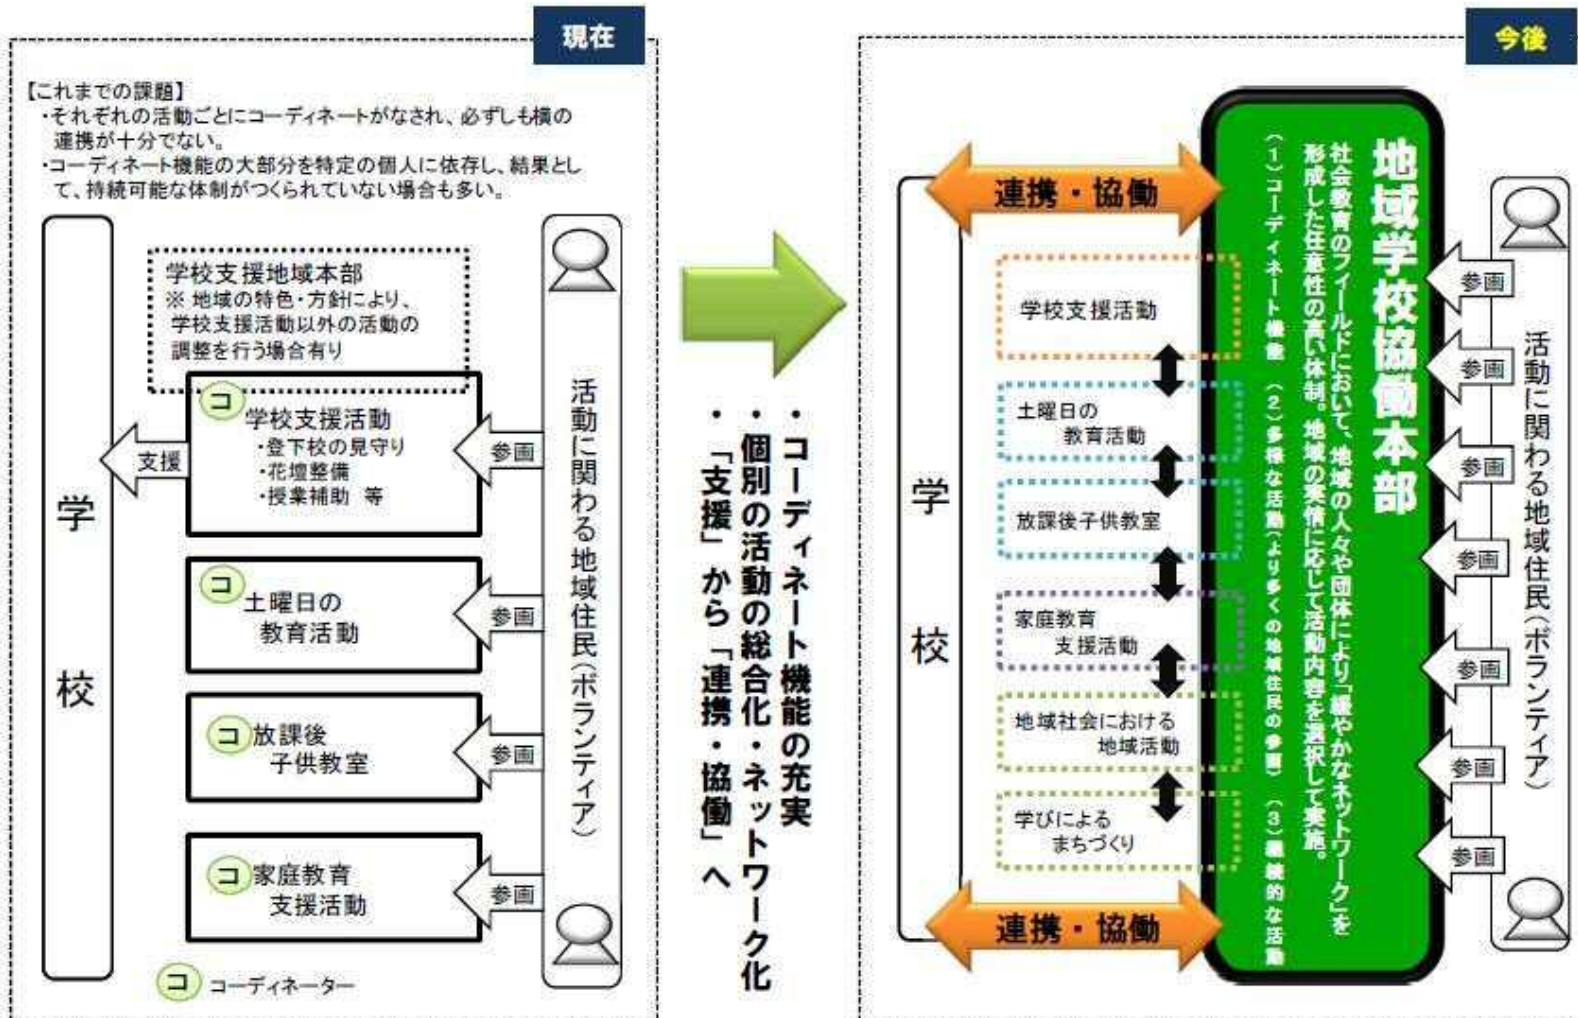 現在
【これまでの課題】
・それぞれの活動ごとにコーディネートがなされ、必ずしも横の
連携が十分でない。
・コーディネート機能の大部分を特定の個人に依存し、結果とし
て、持続可能な体制がつくられていない場合も多い。
学校
学校支援地域本部
※ 地域の特色・方針により、
学校支援活動以外の活動の
調整を行う場合有り
コ
学校支援活動
・登下校の見守り
・花壇整備
・授業補助 等
支援
参画
コ
土曜日の
教育活動
参画
コ
放課後
子供教室
参画
コ
家庭教育
支援活動
参画
コ コーディネーター
活動に関わる地域住民(ボランティア)
・コーディネート機能の充実
・個別の活動の総合化・ネットワーク化
・「支援」から「連携・協働」へ
今後
学校
連携・協働
学校支援活動
土曜日の
教育活動
放課後子供教室
家庭教育
支援活動
地域社会における
地域活動
学びによる
まちづくり
連携・協働
地域学校協働本部
社会教育のフィールドにおいて、地域の人々や団体により「緩やかなネットワーク」を
形成した任意性の高い体制。地域の実情に応じて活動内容を選択して実施。
(1)コーディネート機能 (2)多様な活動(より多くの地域住民の参画) (3)継続的な活動
参画
参画
参画
参画
参画
参画
参画
活動に関わる地域住民(ボランティア)